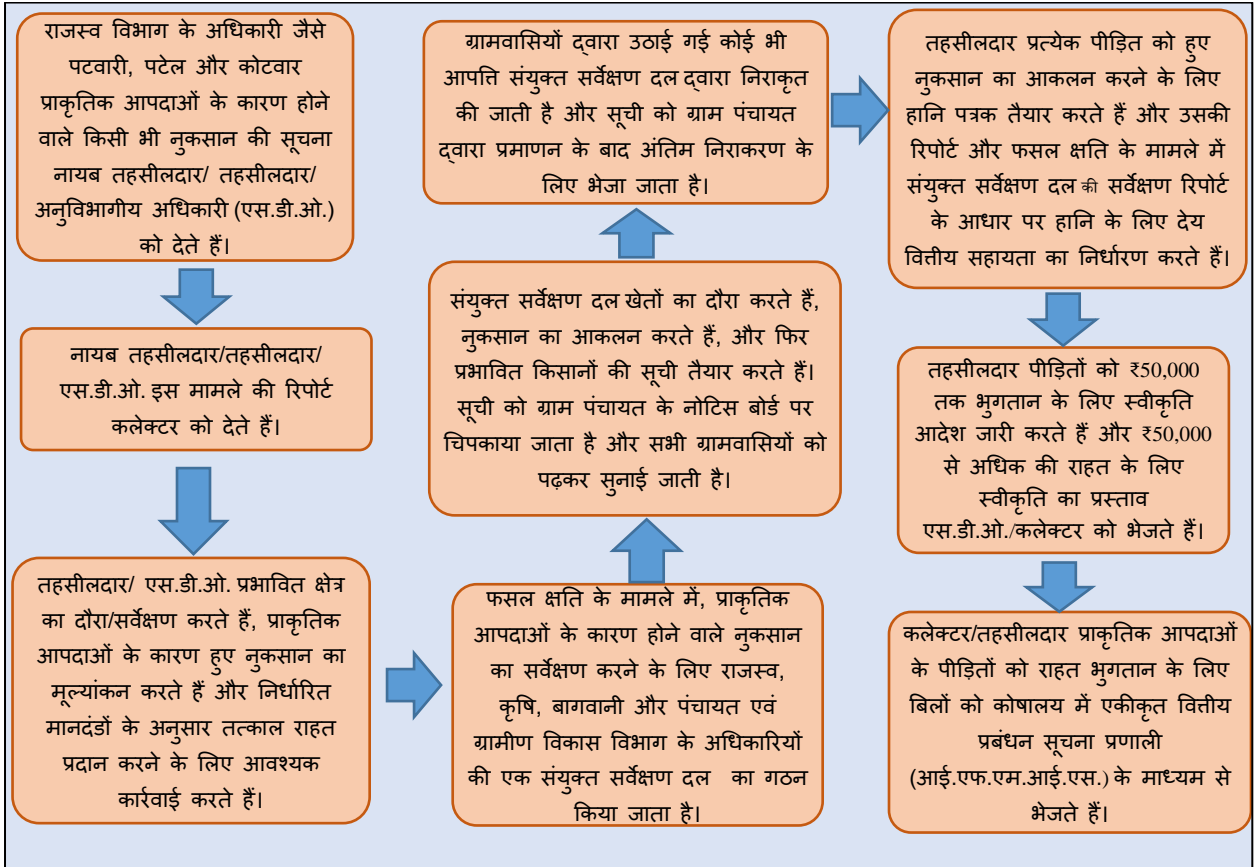 राजस्व विभाग के अधिकारी जैसे
पटवारी, पटेल और कोटवार
प्राकृतिक आपदाओं के कारण होने
वाले किसी भी नुकसान की सूचना
नायब तहसीलदार/ तहसीलदार/
अनुविभागीय अधिकारी (एस.डी.ओ.)
को देते हैं।
नायब तहसीलदार/तहसीलदार/
एस.डी.ओ. इस मामले की रिपोर्ट
कलेक्टर को देते हैं।
तहसीलदार/ एस.डी.ओ. प्रभावित क्षेत्र
का दौरा/सर्वेक्षण करते हैं, प्राकृतिक
आपदाओं के कारण हुए नुकसान का
मूल्यांकन करते हैं और निर्धारित
मानदंडों के अनुसार तत्काल राहत
प्रदान करने के लिए आवश्यक
कार्रवाई करते हैं।
फसल क्षति के मामले में, प्राकृतिक
आपदाओं के कारण होने वाले नुकसान
का सर्वेक्षण करने के लिए राजस्व,
कृषि, बागवानी और पंचायत एवं
ग्रामीण विकास विभाग के अधिकारियों
की एक संयुक्त सर्वेक्षण दल का गठन
किया जाता है।
संयुक्त सर्वेक्षण दल खेतों का दौरा करते हैं,
नुकसान का आकलन करते हैं, और फिर
प्रभावित किसानों की सूची तैयार करते हैं।
सूची को ग्राम पंचायत के नोटिस बोर्ड पर
चिपकाया जाता है और सभी ग्रामवासियों को
पढ़कर सुनाई जाती है।
ग्रामवासियों द्वारा उठाई गई कोई भी
आपत्ति संयुक्त सर्वेक्षण दल द्वारा निराकृत
की जाती है और सूची को ग्राम पंचायत
द्वारा प्रमाणन के बाद अंतिम निराकरण के
लिए भेजा जाता है।
तहसीलदार प्रत्येक पीड़ित को हुए
नुकसान का आकलन करने के लिए
हानि पत्रक तैयार करते हैं और उसकी
रिपोर्ट और फसल क्षति के मामले में
संयुक्त सर्वेक्षण दल की सर्वेक्षण रिपोर्ट
के आधार पर हानि के लिए देय
वित्तीय सहायता का निर्धारण करते हैं।
तहसीलदार पीड़ितों को ₹50,000
तक भुगतान के लिए स्वीकृति
आदेश जारी करते हैं और ₹50,000
से अधिक की राहत के लिए
स्वीकृति का प्रस्ताव
एस.डी.ओ./कलेक्टर को भेजते हैं।
कलेक्टर/तहसीलदार प्राकृतिक आपदाओं
के पीड़ितों को राहत भुगतान के लिए
बिलों को कोषालय में एकीकृत वित्तीय
प्रबंधन सूचना प्रणाली
(आई.एफ.एम.आई.एस.) के माध्यम से
भेजते हैं।